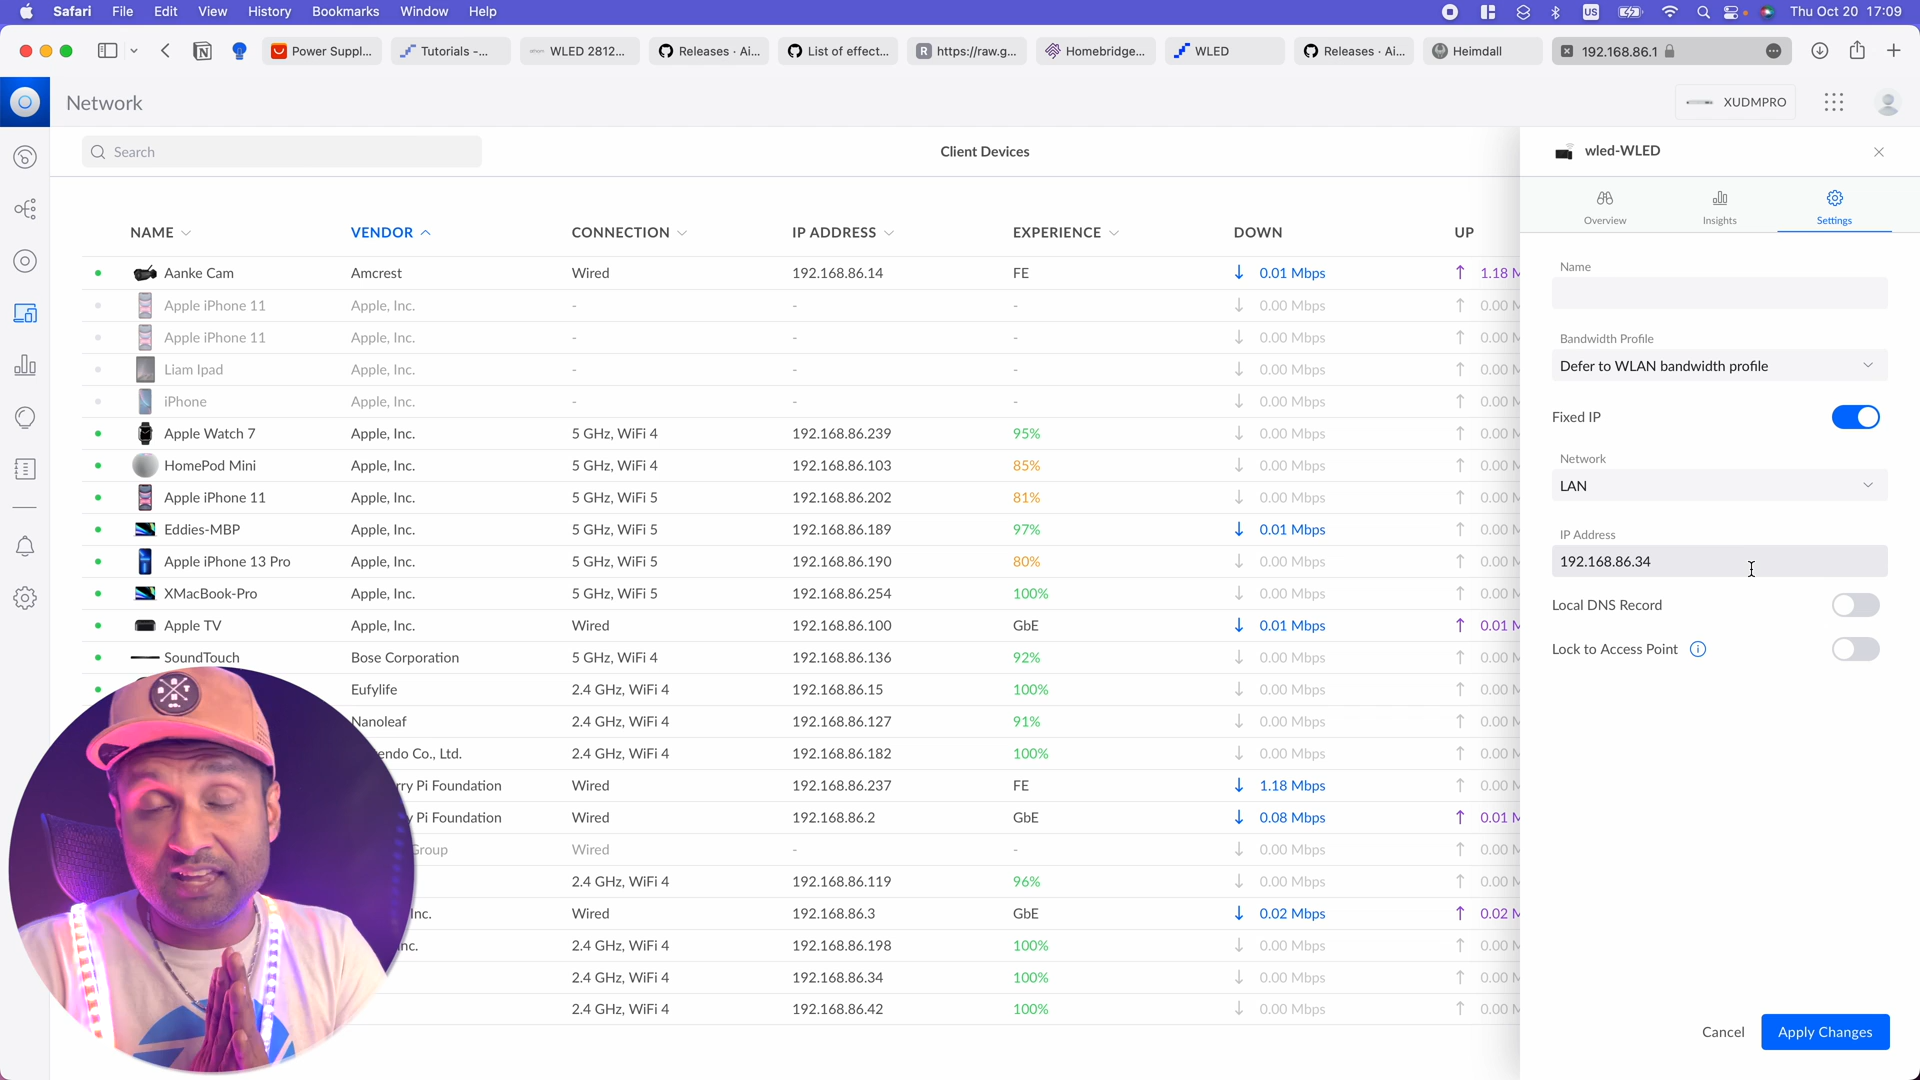 Safari File Edit View History Bookmarks Window Help
US
Thu Oct 20 17:09
Power Suppl...
Tutorials -...
WLED 2812...
Releases · Ai...
List of effect...
https://raw.g...
Homebridge...
WLED
Releases · Ai...
Heimdall
192.168.86.1
Network
XUDMPRO
Search
Client Devices
NAME VENDOR CONNECTION IP ADDRESS EXPERIENCE DOWN UP
Aanke Cam Amcrest Wired 192.168.86.14 FE 0.01 Mbps 1.18 M
Apple iPhone 11 Apple, Inc. - - - 0.00 Mbps 0.00 M
Apple iPhone 11 Apple, Inc. - - - 0.00 Mbps 0.00 M
Liam Ipad Apple, Inc. - - - 0.00 Mbps 0.00 M
iPhone Apple, Inc. - - - 0.00 Mbps 0.00 M
Apple Watch 7 Apple, Inc. 5 GHz, WiFi 4 192.168.86.239 95% 0.00 Mbps 0.00 M
HomePod Mini Apple, Inc. 5 GHz, WiFi 4 192.168.86.103 85% 0.00 Mbps 0.00 M
Apple iPhone 11 Apple, Inc. 5 GHz, WiFi 5 192.168.86.202 81% 0.00 Mbps 0.00 M
Eddies-MBP Apple, Inc. 5 GHz, WiFi 5 192.168.86.189 97% 0.01 Mbps 0.00 M
Apple iPhone 13 Pro Apple, Inc. 5 GHz, WiFi 5 192.168.86.190 80% 0.00 Mbps 0.00 M
XMacBook-Pro Apple, Inc. 5 GHz, WiFi 5 192.168.86.254 100% 0.00 Mbps 0.00 M
Apple TV Apple, Inc. Wired 192.168.86.100 GbE 0.01 Mbps 0.01 M
SoundTouch Bose Corporation 5 GHz, WiFi 4 192.168.86.136 92% 0.00 Mbps 0.00 M
Eufylife 2.4 GHz, WiFi 4 192.168.86.15 100% 0.00 Mbps 0.00 M
Nanoleaf 2.4 GHz, WiFi 4 192.168.86.127 91% 0.00 Mbps 0.00 M
endo Co., Ltd. 2.4 GHz, WiFi 4 192.168.86.182 100% 0.00 Mbps 0.00 M
rry Pi Foundation Wired 192.168.86.237 FE 1.18 Mbps 0.00 M
y Pi Foundation Wired 192.168.86.2 GbE 0.08 Mbps 0.01 M
Group Wired - - 0.00 Mbps 0.00 M
2.4 GHz, WiFi 4 192.168.86.119 96% 0.00 Mbps 0.00 M
Inc. Wired 192.168.86.3 GbE 0.02 Mbps 0.02 M
nc. 2.4 GHz, WiFi 4 192.168.86.198 100% 0.00 Mbps 0.00 M
2.4 GHz, WiFi 4 192.168.86.34 100% 0.00 Mbps 0.00 M
2.4 GHz, WiFi 4 192.168.86.42 100% 0.00 Mbps 0.00 M
wled-WLED
Overview Insights Settings
Name
Bandwidth Profile
Defer to WLAN bandwidth profile
Fixed IP
Network
LAN
IP Address
192.168.86.34
Local DNS Record
Lock to Access Point
Cancel Apply Changes